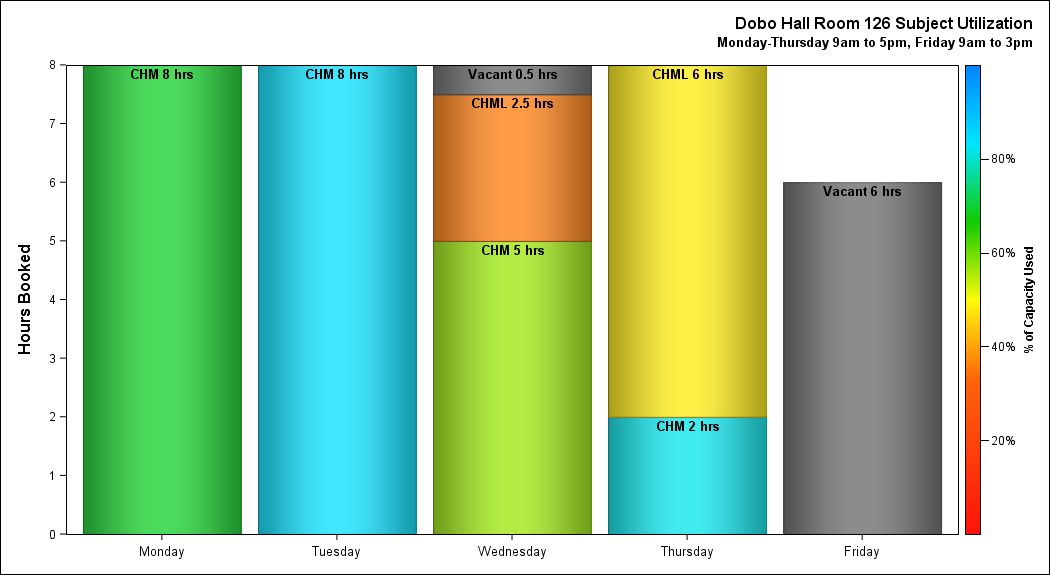 Dobo Hall Room 126 Subject Utilization
Monday-Thursday 9am to 5pm, Friday 9am to 3pm
Hours Booked
8
7
6
5
4
3
2
1
0
CHM 8 hrs
CHM 8 hrs
Vacant 0.5 hrs
CHML 2.5 hrs
CHM 5 hrs
CHML 6 hrs
CHM 2 hrs
Vacant 6 hrs
Monday
Tuesday
Wednesday
Thursday
Friday
80%
60%
40%
20%
% of Capacity Used